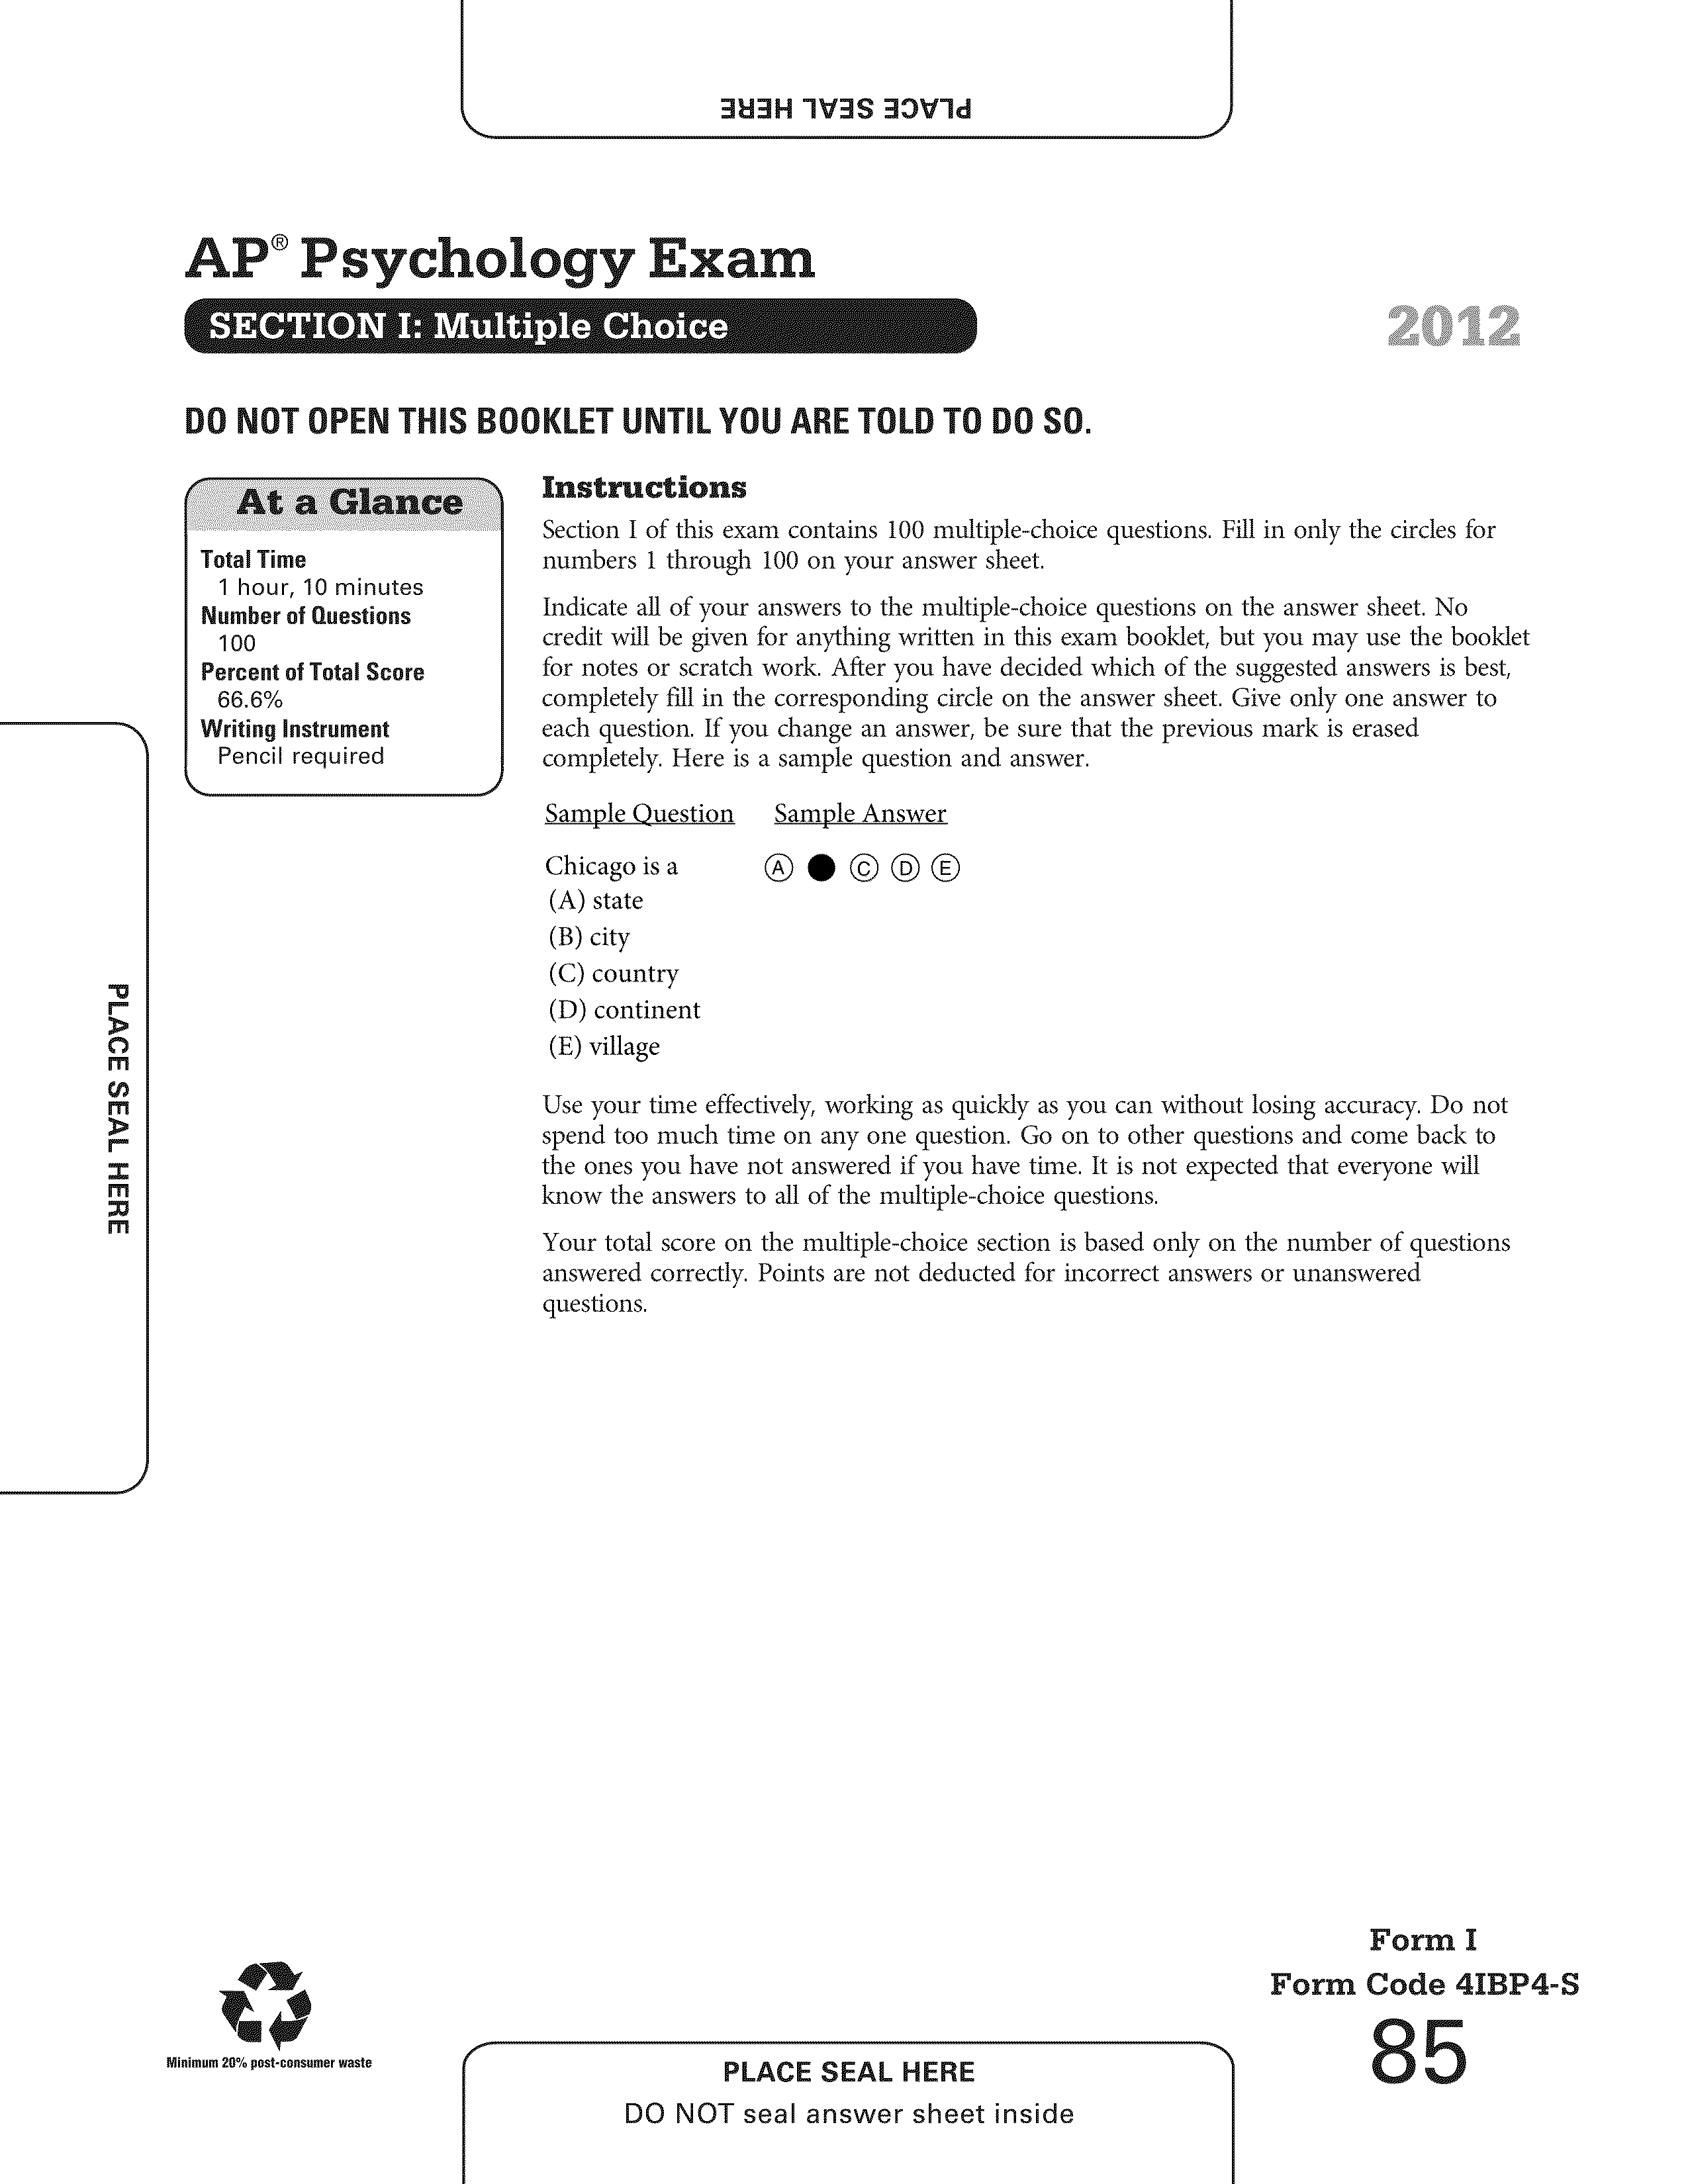 PLACE SEAL HERE
AP® Psychology Exam
SECTION I: Multiple Choice
2012
DO NOT OPEN THIS BOOKLET UNTIL YOU ARE TOLD TO DO SO.
At a Glance
Total Time
1 hour, 10 minutes
Number of Questions
100
Percent of Total Score
66.6%
Writing Instrument
Pencil required
Instructions
Section I of this exam contains 100 multiple-choice questions. Fill in only the circles for
numbers 1 through 100 on your answer sheet.
Indicate all of your answers to the multiple-choice questions on the answer sheet. No
credit will be given for anything written in this exam booklet, but you may use the booklet
for notes or scratch work. After you have decided which of the suggested answers is best,
completely fill in the corresponding circle on the answer sheet. Give only one answer to
each question. If you change an answer, be sure that the previous mark is erased
completely. Here is a sample question and answer.
Sample Question Sample Answer
Chicago is a A C D E
(A) state
(B) city
(C) country
(D) continent
(E) village
Use your time effectively, working as quickly as you can without losing accuracy. Do not
spend too much time on any one question. Go on to other questions and come back to
the ones you have not answered if you have time. It is not expected that everyone will
know the answers to all of the multiple-choice questions.
Your total score on the multiple-choice section is based only on the number of questions
answered correctly. Points are not deducted for incorrect answers or unanswered
questions.
PLACE SEAL HERE
Form I
Form Code 4IBP4-S
85
Minimum 20% post-consumer waste
PLACE SEAL HERE
DO NOT seal answer sheet inside